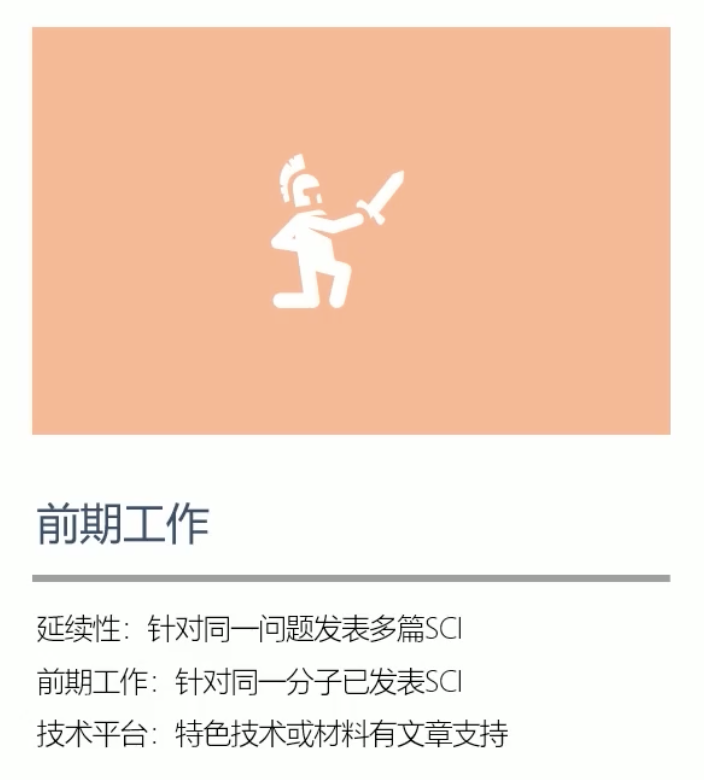 前期工作
延续性：针对同一问题发表多篇SCI
前期工作：针对同一分子已发表SCI
技术平台：特色技术或材料有文章支持